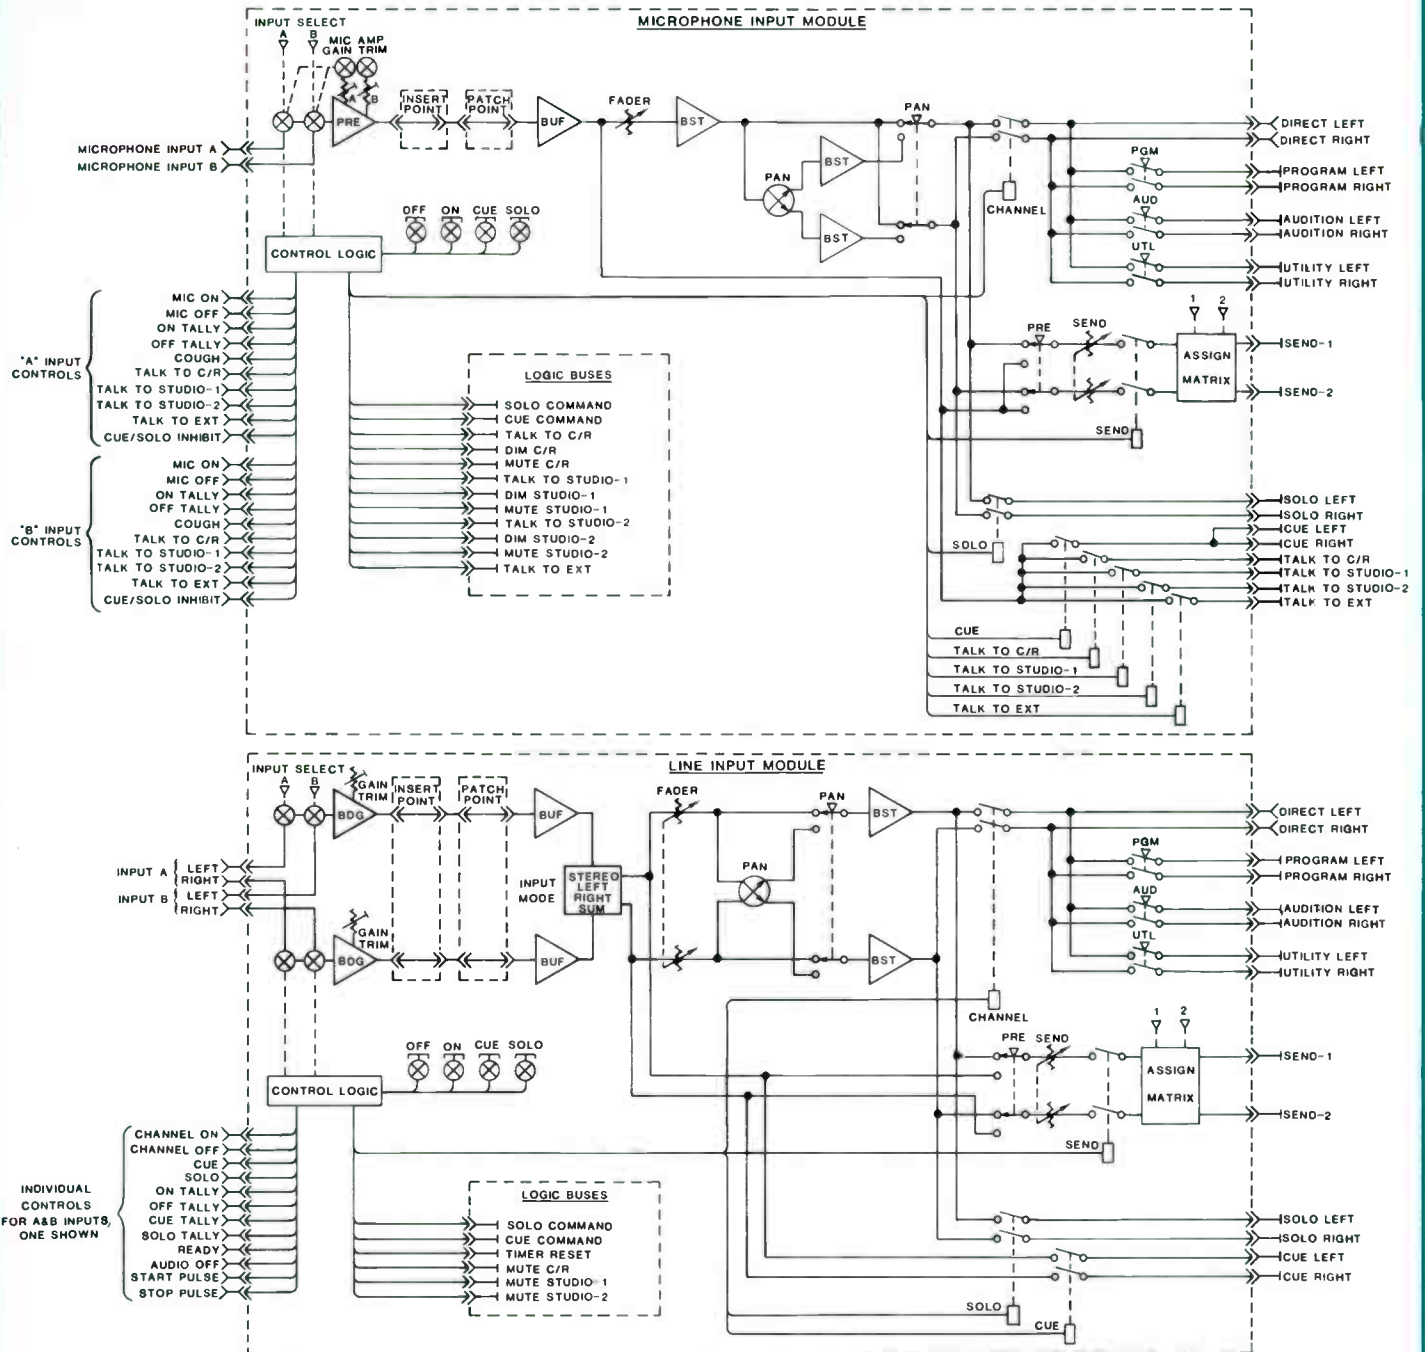 MICROPHONE INPUT MODULE
INPUT SELECT
A B
MIC AMP
GAIN TRIM
A B
PRE
INSERT
POINT
PATCH
POINT
BUF
FADER
BST
PAN
BST
PAN
BST
CHANNEL
MICROPHONE INPUT A
MICROPHONE INPUT B
OFF ON CUE SOLO
CONTROL LOGIC
DIRECT LEFT
DIRECT RIGHT
PGM
PROGRAM LEFT
PROGRAM RIGHT
AUD
AUDITION LEFT
AUDITION RIGHT
UTL
UTILITY LEFT
UTILITY RIGHT
"A" INPUT
CONTROLS
MIC ON
MIC OFF
ON TALLY
OFF TALLY
COUGH
TALK TO C/R
TALK TO STUDIO-1
TALK TO STUDIO-2
TALK TO EXT
CUE/SOLO INHIBIT
"B" INPUT
CONTROLS
MIC ON
MIC OFF
ON TALLY
OFF TALLY
COUGH
TALK TO C/R
TALK TO STUDIO-1
TALK TO STUDIO-2
TALK TO EXT
CUE/SOLO INHIBIT
LOGIC BUSES
SOLO COMMAND
CUE COMMAND
TALK TO C/R
DIM C/R
MUTE C/R
TALK TO STUDIO-1
DIM STUDIO-1
MUTE STUDIO-1
TALK TO STUDIO-2
DIM STUDIO-2
MUTE STUDIO-2
TALK TO EXT
PRE
SEND
1 2
ASSIGN
MATRIX
SEND-1
SEND-2
SEND
SOLO
SOLO LEFT
SOLO RIGHT
CUE LEFT
CUE RIGHT
TALK TO C/R
TALK TO STUDIO-1
TALK TO STUDIO-2
TALK TO EXT
CUE
TALK TO C/R
TALK TO STUDIO-1
TALK TO STUDIO-2
TALK TO EXT
LINE INPUT MODULE
INPUT SELECT
A B
GAIN
TRIM
BDG
INSERT
POINT
PATCH
POINT
BUF
FADER
PAN
BST
PAN
INPUT A
LEFT
RIGHT
INPUT B
LEFT
RIGHT
INPUT
MODE
STEREO
LEFT
RIGHT
SUM
GAIN
TRIM
BDG
BUF
BST
CHANNEL
DIRECT LEFT
DIRECT RIGHT
PGM
PROGRAM LEFT
PROGRAM RIGHT
AUD
AUDITION LEFT
AUDITION RIGHT
UTL
UTILITY LEFT
UTILITY RIGHT
OFF ON CUE SOLO
CONTROL LOGIC
PRE SEND
1 2
ASSIGN
MATRIX
SEND-1
SEND-2
SEND
INDIVIDUAL
CONTROLS
FOR A&B INPUTS,
ONE SHOWN
CHANNEL ON
CHANNEL OFF
CUE
SOLO
ON TALLY
OFF TALLY
CUE TALLY
SOLO TALLY
READY
AUDIO OFF
START PULSE
STOP PULSE
LOGIC BUSES
SOLO COMMAND
CUE COMMAND
TIMER RESET
MUTE C/R
MUTE STUDIO 1
MUTE STUDIO-2
SOLO LEFT
SOLO RIGHT
CUE LEFT
CUE RIGHT
SOLO
CUE